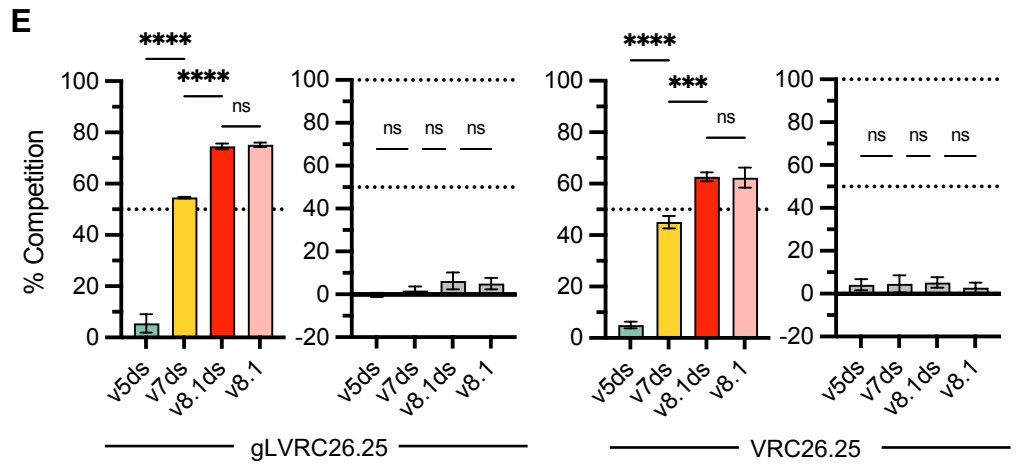 E
% Competition
**** **** ns
100
80
60
40
20
0
v5ds v7ds v8.1ds v8.1
ns ns ns
100
80
60
40
20
0
-20
v5ds v7ds v8.1ds v8.1
gLVRC26.25
**** *** ns
100
80
60
40
20
0
v5ds v7ds v8.1ds v8.1
ns ns ns
100
80
60
40
20
0
-20
v5ds v7ds v8.1ds v8.1
VRC26.25